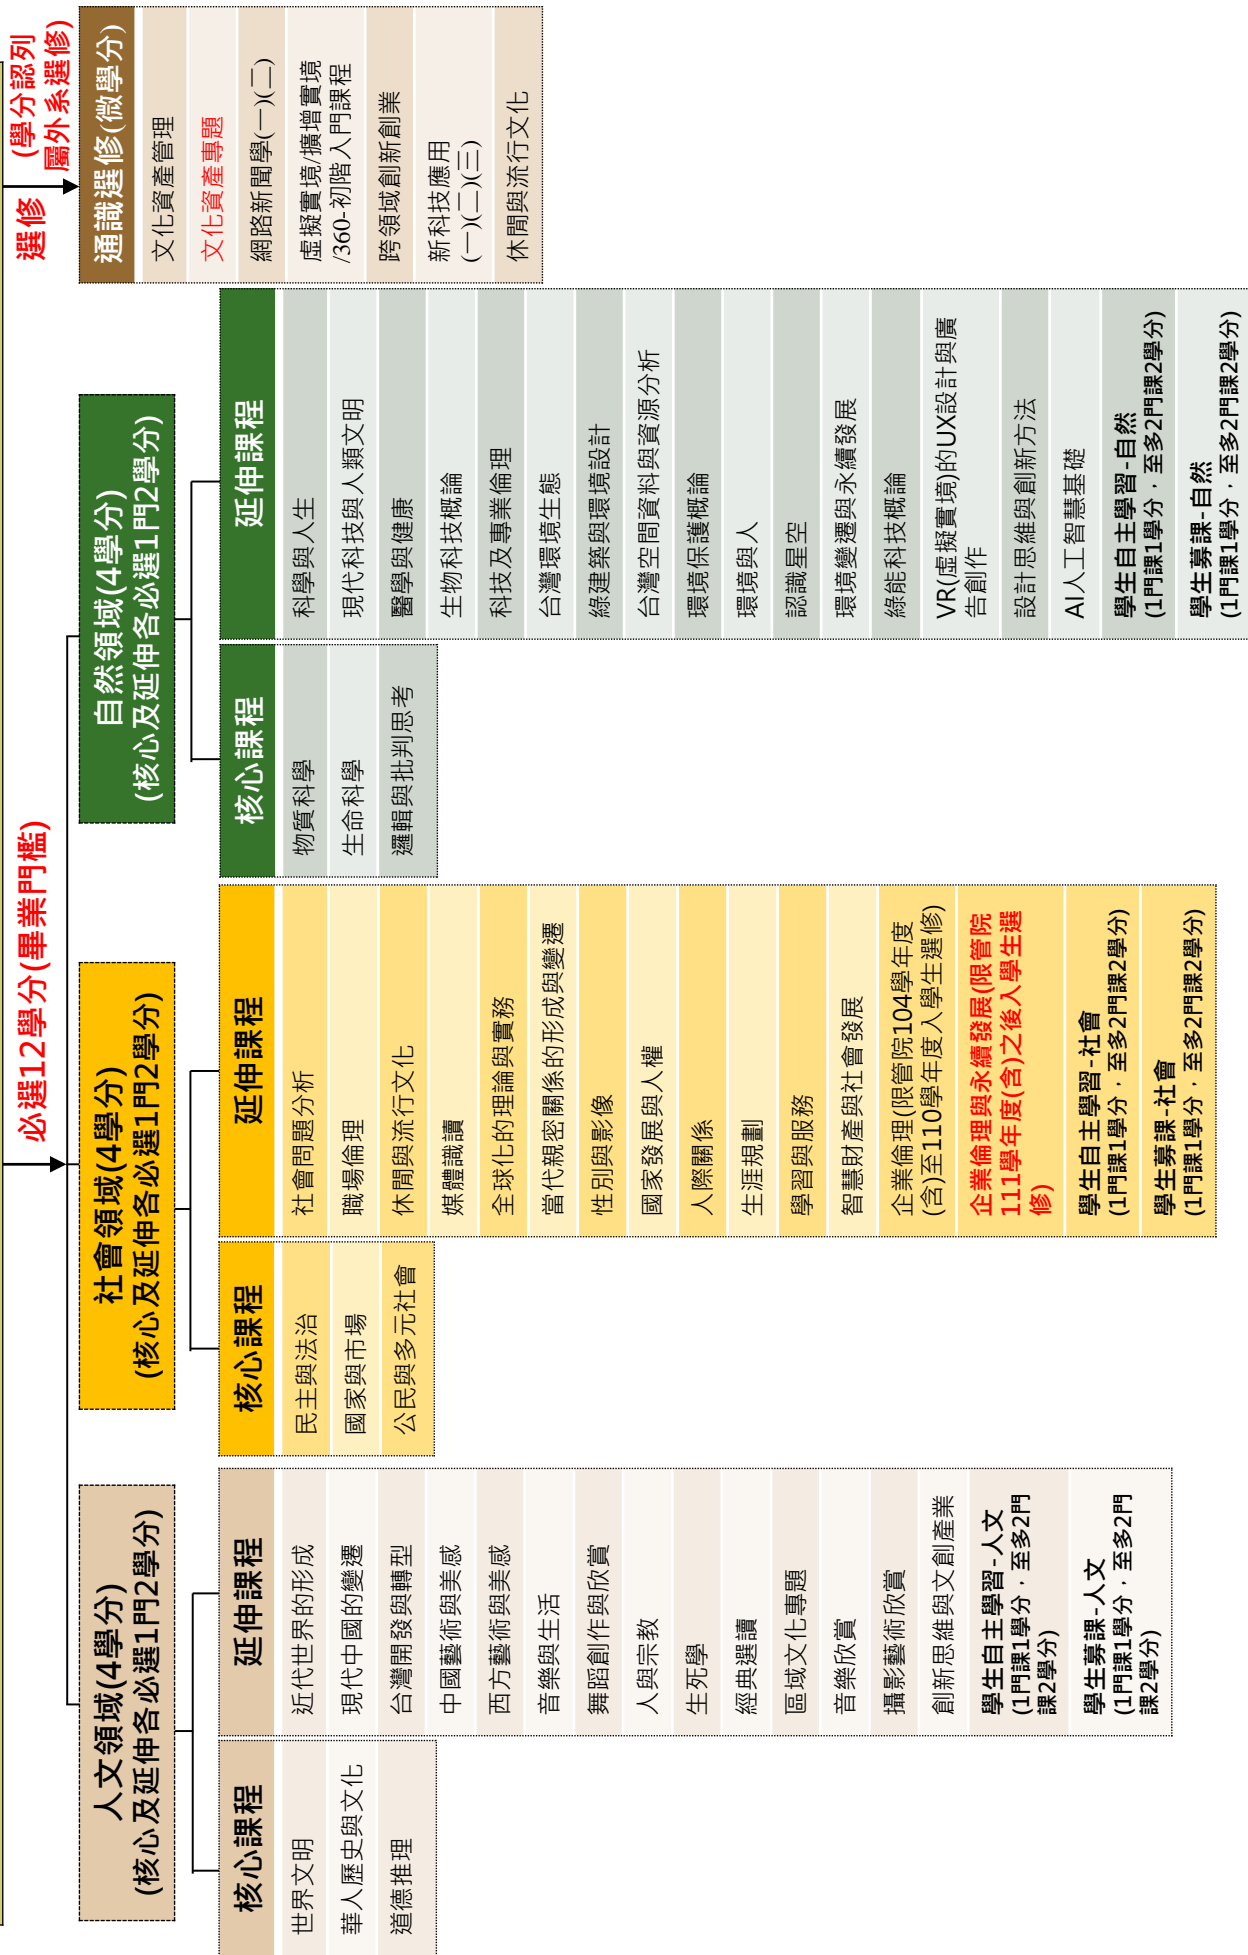 必選12學分(畢業門檻)
選修
(學分認列
屬外系選修)
人文領域(4學分)
(核心及延伸各必選1門2學分)
核心課程
世界文明
華人歷史與文化
道德推理
延伸課程
近代世界的形成
現代中國的變遷
台灣開發與轉型
中國藝術與美感
西方藝術與美感
音樂與生活
舞蹈創作與欣賞
人與宗教
生死學
經典選讀
區域文化專題
音樂欣賞
攝影藝術欣賞
創新思維與文創產業
學生自主學習-人文
(1門課1學分，至多2門
課2學分)
學生募課-人文
(1門課1學分，至多2門
課2學分)
社會領域(4學分)
(核心及延伸各必選1門2學分)
核心課程
民主與法治
國家與市場
公民與多元社會
延伸課程
社會問題分析
職場倫理
休閒與流行文化
媒體識讀
全球化的理論與實務
當代親密關係的形成與變遷
性別與影像
國家發展與人權
人際關係
生涯規劃
學習與服務
智慧財產與社會發展
企業倫理(限管院104學年度
(含)至110學年度入學生選修)
企業倫理與永續發展(限管院
111學年度(含)之後入學生選
修)
學生自主學習-社會
(1門課1學分，至多2門課2學分)
學生募課-社會
(1門課1學分，至多2門課2學分)
自然領域(4學分)
(核心及延伸各必選1門2學分)
核心課程
物質科學
生命科學
邏輯與批判思考
延伸課程
科學與人生
現代科技與人類文明
醫學與健康
生物科技概論
科技及專業倫理
台灣環境生態
綠建築與環境設計
台灣空間資料與資源分析
環境保護概論
環境與人
認識星空
環境變遷與永續發展
綠能科技概論
VR(虛擬實境)的UX設計與廣
告創作
設計思維與創新方法
AI人工智慧基礎
學生自主學習-自然
(1門課1學分，至多2門課2學分)
學生募課-自然
(1門課1學分，至多2門課2學分)
通識選修(微學分)
文化資產管理
文化資產專題
網路新聞學(一)(二)
虛擬實境/擴增實境
/360-初階入門課程
跨領域創新創業
新科技應用
(一)(二)(三)
休閒與流行文化